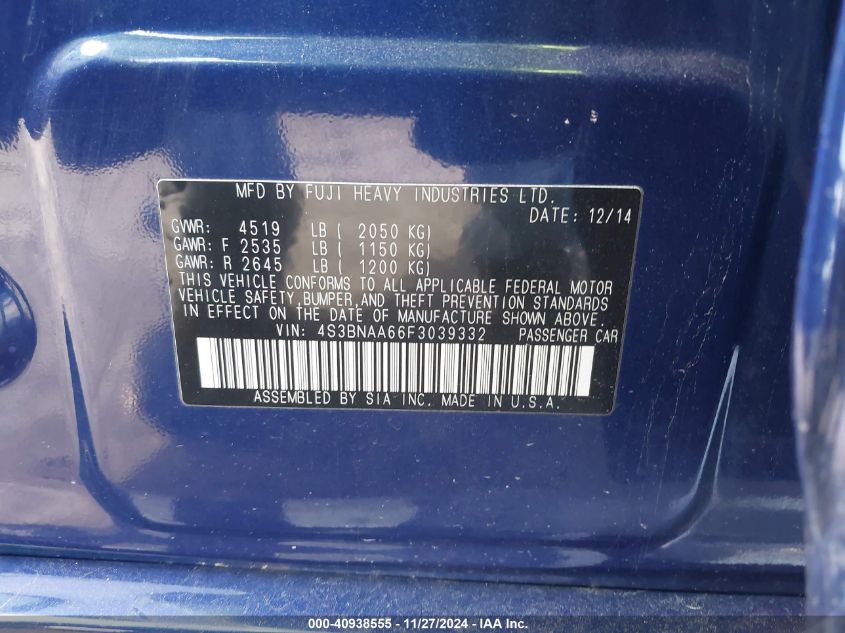 MFD BY FUJI HEAVY INDUSTRIES LTD.
DATE: 12/14
GVWR: 4519 LB ( 2050 KG)
GAWR: F 2535 LB ( 1150 KG)
GAWR: R 2645 LB ( 1200 KG)
THIS VEHICLE CONFORMS TO ALL APPLICABLE FEDERAL MOTOR
VEHICLE SAFETY, BUMPER, AND THEFT PREVENTION STANDARDS
IN EFFECT ON THE DATE OF MANUFACTURE SHOWN ABOVE.
VIN: 4S3BNAA66F3039332 PASSENGER CAR
ASSEMBLED BY SIA INC. MADE IN U.S.A.
000-40938555 - 11/27/2024 - IAA Inc.